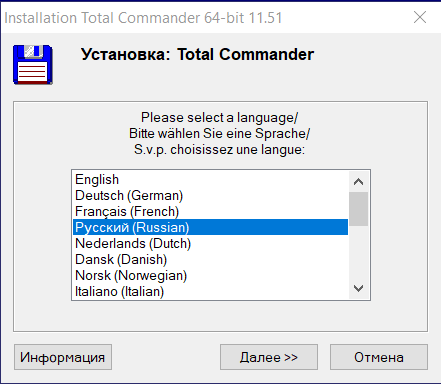 Installation Total Commander 64-bit 11.51
Установка: Total Commander
Please select a language/
Bitte wählen Sie eine Sprache/
S.v.p. choisissez une langue:
English
Deutsch (German)
Français (French)
Русский (Russian)
Nederlands (Dutch)
Dansk (Danish)
Norsk (Norwegian)
Italiano (Italian)
Информация
Далее >>
Отмена